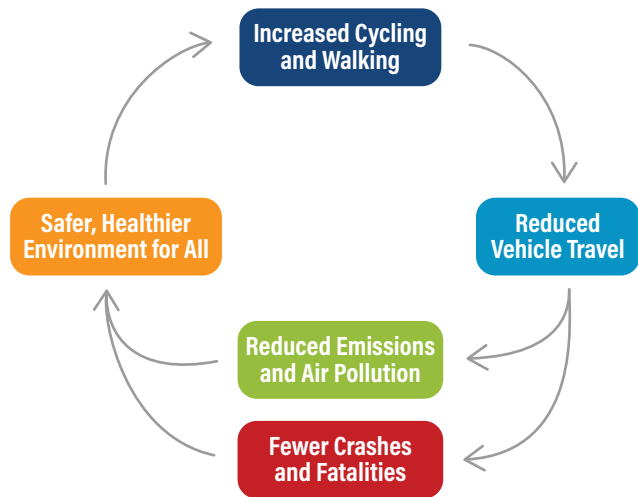 Increased Cycling
and Walking
Safer, Healthier
Environment for All
Reduced
Vehicle Travel
Reduced Emissions
and Air Pollution
Fewer Crashes
and Fatalities